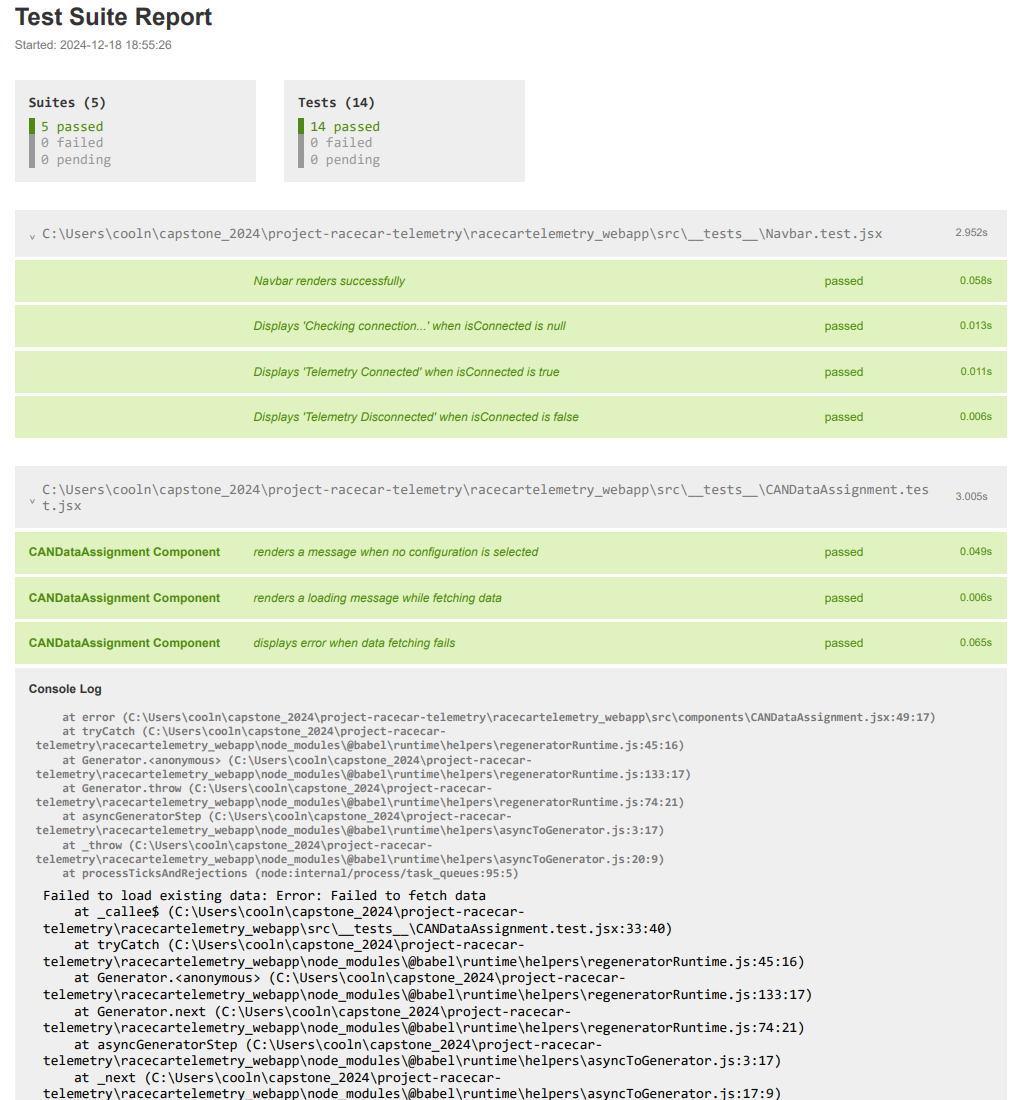 Test Suite Report
Started: 2024-12-18 18:55:26
Suites (5)
5 passed
0 failed
0 pending
Tests (14)
14 passed
0 failed
0 pending
C:\Users\cooln\capstone_2024\project-racecar-telemetry\racecartelemetry_webapp\src\__tests__\Navbar.test.jsx 2.952s
Navbar renders successfully passed 0.058s
Displays 'Checking connection...' when isConnected is null passed 0.013s
Displays 'Telemetry Connected' when isConnected is true passed 0.011s
Displays 'Telemetry Disconnected' when isConnected is false passed 0.006s
C:\Users\cooln\capstone_2024\project-racecar-telemetry\racecartelemetry_webapp\src\__tests__\CANDataAssignment.tes
t.jsx 3.005s
CANDataAssignment Component renders a message when no configuration is selected passed 0.049s
CANDataAssignment Component renders a loading message while fetching data passed 0.006s
CANDataAssignment Component displays error when data fetching fails passed 0.065s
Console Log
at error (C:\Users\cooln\capstone_2024\project-racecar-telemetry\racecartelemetry_webapp\src\components\CANDataAssignment.jsx:49:17)
at tryCatch (C:\Users\cooln\capstone_2024\project-racecar-
telemetry\racecartelemetry_webapp\node_modules\@babel\runtime\helpers\regeneratorRuntime.js:45:16)
at Generator.<anonymous> (C:\Users\cooln\capstone_2024\project-racecar-
telemetry\racecartelemetry_webapp\node_modules\@babel\runtime\helpers\regeneratorRuntime.js:133:17)
at Generator.throw (C:\Users\cooln\capstone_2024\project-racecar-
telemetry\racecartelemetry_webapp\node_modules\@babel\runtime\helpers\regeneratorRuntime.js:74:21)
at asyncGeneratorStep (C:\Users\cooln\capstone_2024\project-racecar-
telemetry\racecartelemetry_webapp\node_modules\@babel\runtime\helpers\asyncToGenerator.js:3:17)
at _throw (C:\Users\cooln\capstone_2024\project-racecar-
telemetry\racecartelemetry_webapp\node_modules\@babel\runtime\helpers\asyncToGenerator.js:20:9)
at processTicksAndRejections (node:internal/process/task_queues:95:5)
Failed to load existing data: Error: Failed to fetch data
at _callee$ (C:\Users\cooln\capstone_2024\project-racecar-
telemetry\racecartelemetry_webapp\src\__tests__\CANDataAssignment.test.jsx:33:40)
at tryCatch (C:\Users\cooln\capstone_2024\project-racecar-
telemetry\racecartelemetry_webapp\node_modules\@babel\runtime\helpers\regeneratorRuntime.js:45:16)
at Generator.<anonymous> (C:\Users\cooln\capstone_2024\project-racecar-
telemetry\racecartelemetry_webapp\node_modules\@babel\runtime\helpers\regeneratorRuntime.js:133:17)
at Generator.next (C:\Users\cooln\capstone_2024\project-racecar-
telemetry\racecartelemetry_webapp\node_modules\@babel\runtime\helpers\regeneratorRuntime.js:74:21)
at asyncGeneratorStep (C:\Users\cooln\capstone_2024\project-racecar-
telemetry\racecartelemetry_webapp\node_modules\@babel\runtime\helpers\asyncToGenerator.js:3:17)
at _next (C:\Users\cooln\capstone_2024\project-racecar-
telemetry\racecartelemetry_webapp\node_modules\@babel\runtime\helpers\asyncToGenerator.js:17:9)